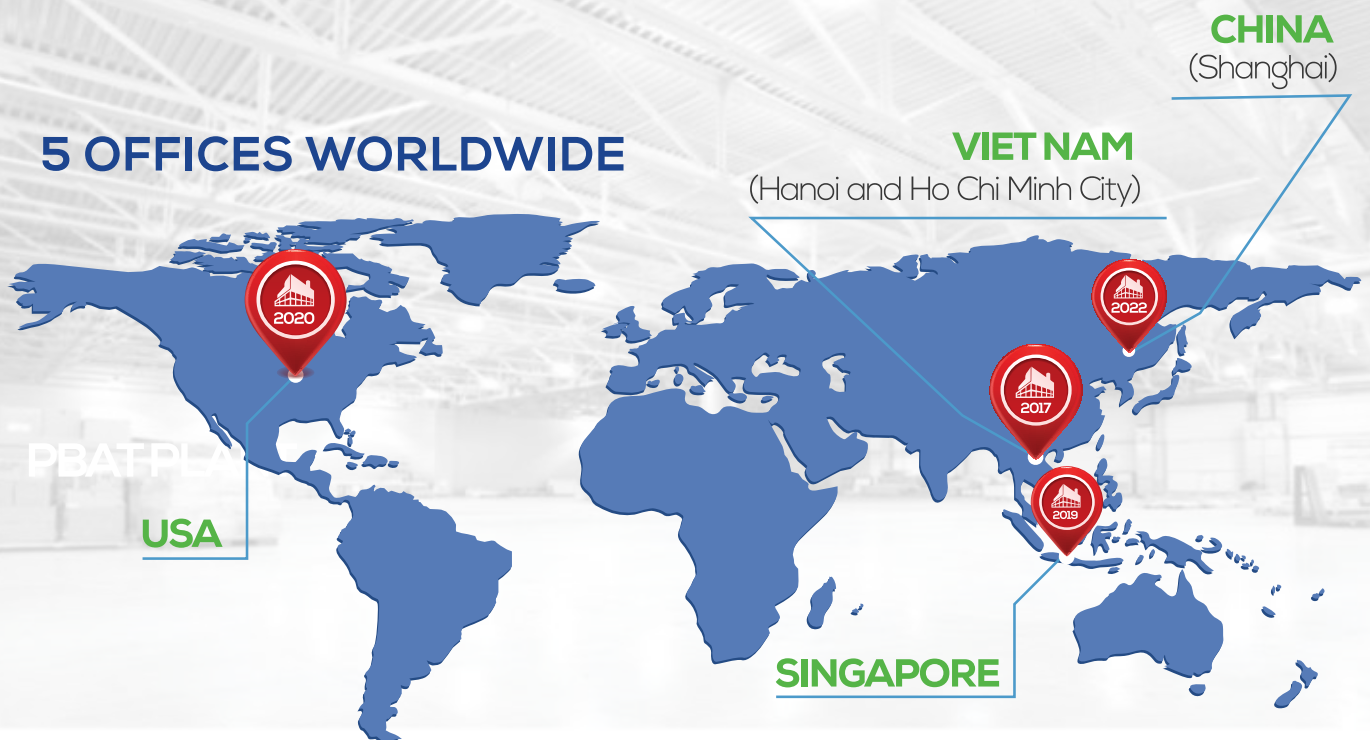 CHINA
(Shanghai)
5 OFFICES WORLDWIDE
VIET NAM
(Hanoi and Ho Chi Minh City)
2020
2022
2017
2019
PBAT PLA
USA
SINGAPORE